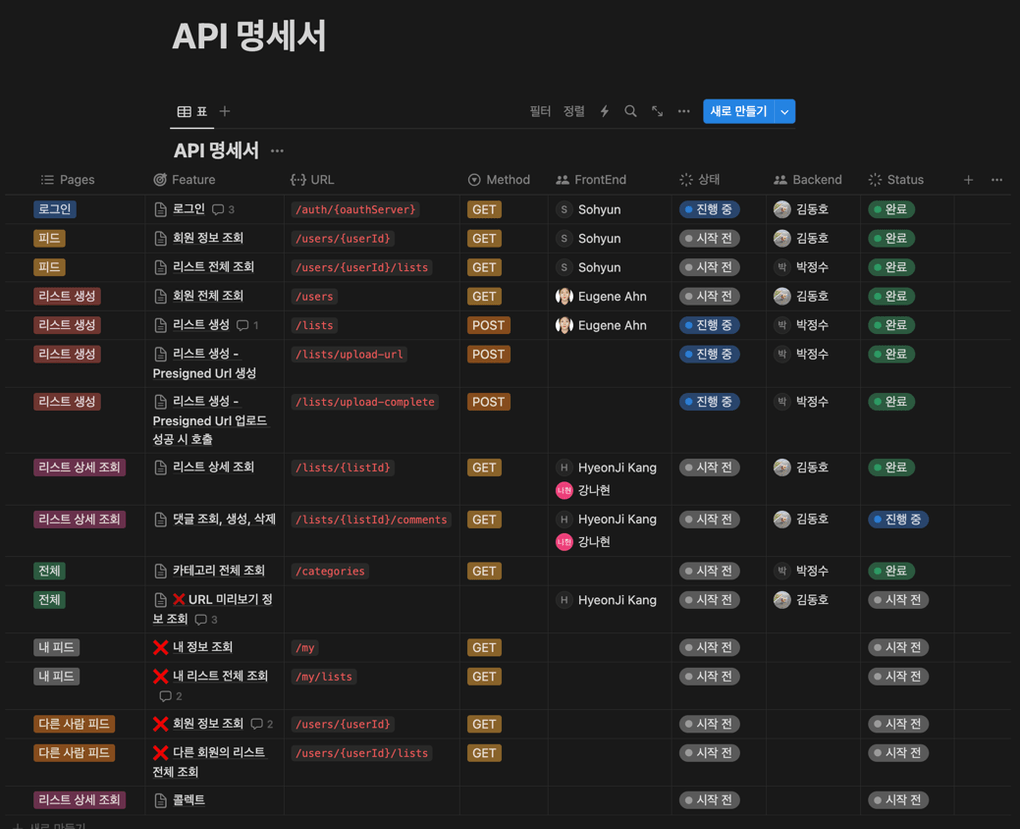 API 명세서
표
필터 정렬 새로 만들기
API 명세서
Pages Feature URL Method FrontEnd 상태 Backend Status
로그인 로그인 3 /auth/{oauthServer} GET S Sohyun 진행 중 김동호 완료
피드 회원 정보 조회 /users/{userId} GET S Sohyun 시작 전 김동호 완료
피드 리스트 전체 조회 /users/{userId}/lists GET S Sohyun 시작 전 박 박정수 완료
리스트 생성 회원 전체 조회 /users GET Eugene Ahn 시작 전 김동호 완료
리스트 생성 리스트 생성 1 /lists POST Eugene Ahn 진행 중 박 박정수 완료
리스트 생성 리스트 생성 - /lists/upload-url POST 진행 중 박 박정수 완료
Presigned Url 생성
리스트 생성 리스트 생성 - /lists/upload-complete POST 진행 중 박 박정수 완료
Presigned Url 업로드
성공 시 호출
리스트 상세 조회 리스트 상세 조회 /lists/{listId} GET H HyeonJi Kang 시작 전 김동호 완료
나현 강나현
리스트 상세 조회 댓글 조회, 생성, 삭제 /lists/{listId}/comments GET H HyeonJi Kang 시작 전 김동호 진행 중
나현 강나현
전체 카테고리 전체 조회 /categories GET 시작 전 박 박정수 완료
전체 ❌ URL 미리보기 정 H HyeonJi Kang 시작 전 김동호 시작 전
보 조회 3
내 피드 ❌ 내 정보 조회 /my GET 시작 전 시작 전
내 피드 ❌ 내 리스트 전체 조회 /my/lists GET 시작 전 시작 전
2
다른 사람 피드 ❌ 회원 정보 조회 2 /users/{userId} GET 시작 전 시작 전
다른 사람 피드 ❌ 다른 회원의 리스트 /users/{userId}/lists GET 시작 전 시작 전
전체 조회
리스트 상세 조회 콜렉트 시작 전 시작 전
새로 만들기